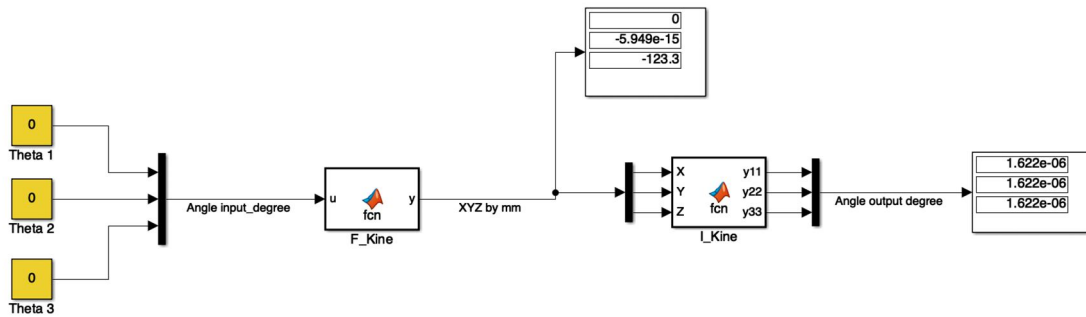 0
-5.949e-15
-123.3
0
Theta 1
0
Theta 2
0
Theta 3
Angle input_degree
u
fcn
y
F_Kine
XYZ by mm
X
Y
Z
fcn
y11
y22
y33
I_Kine
Angle output degree
1.622e-06
1.622e-06
1.622e-06